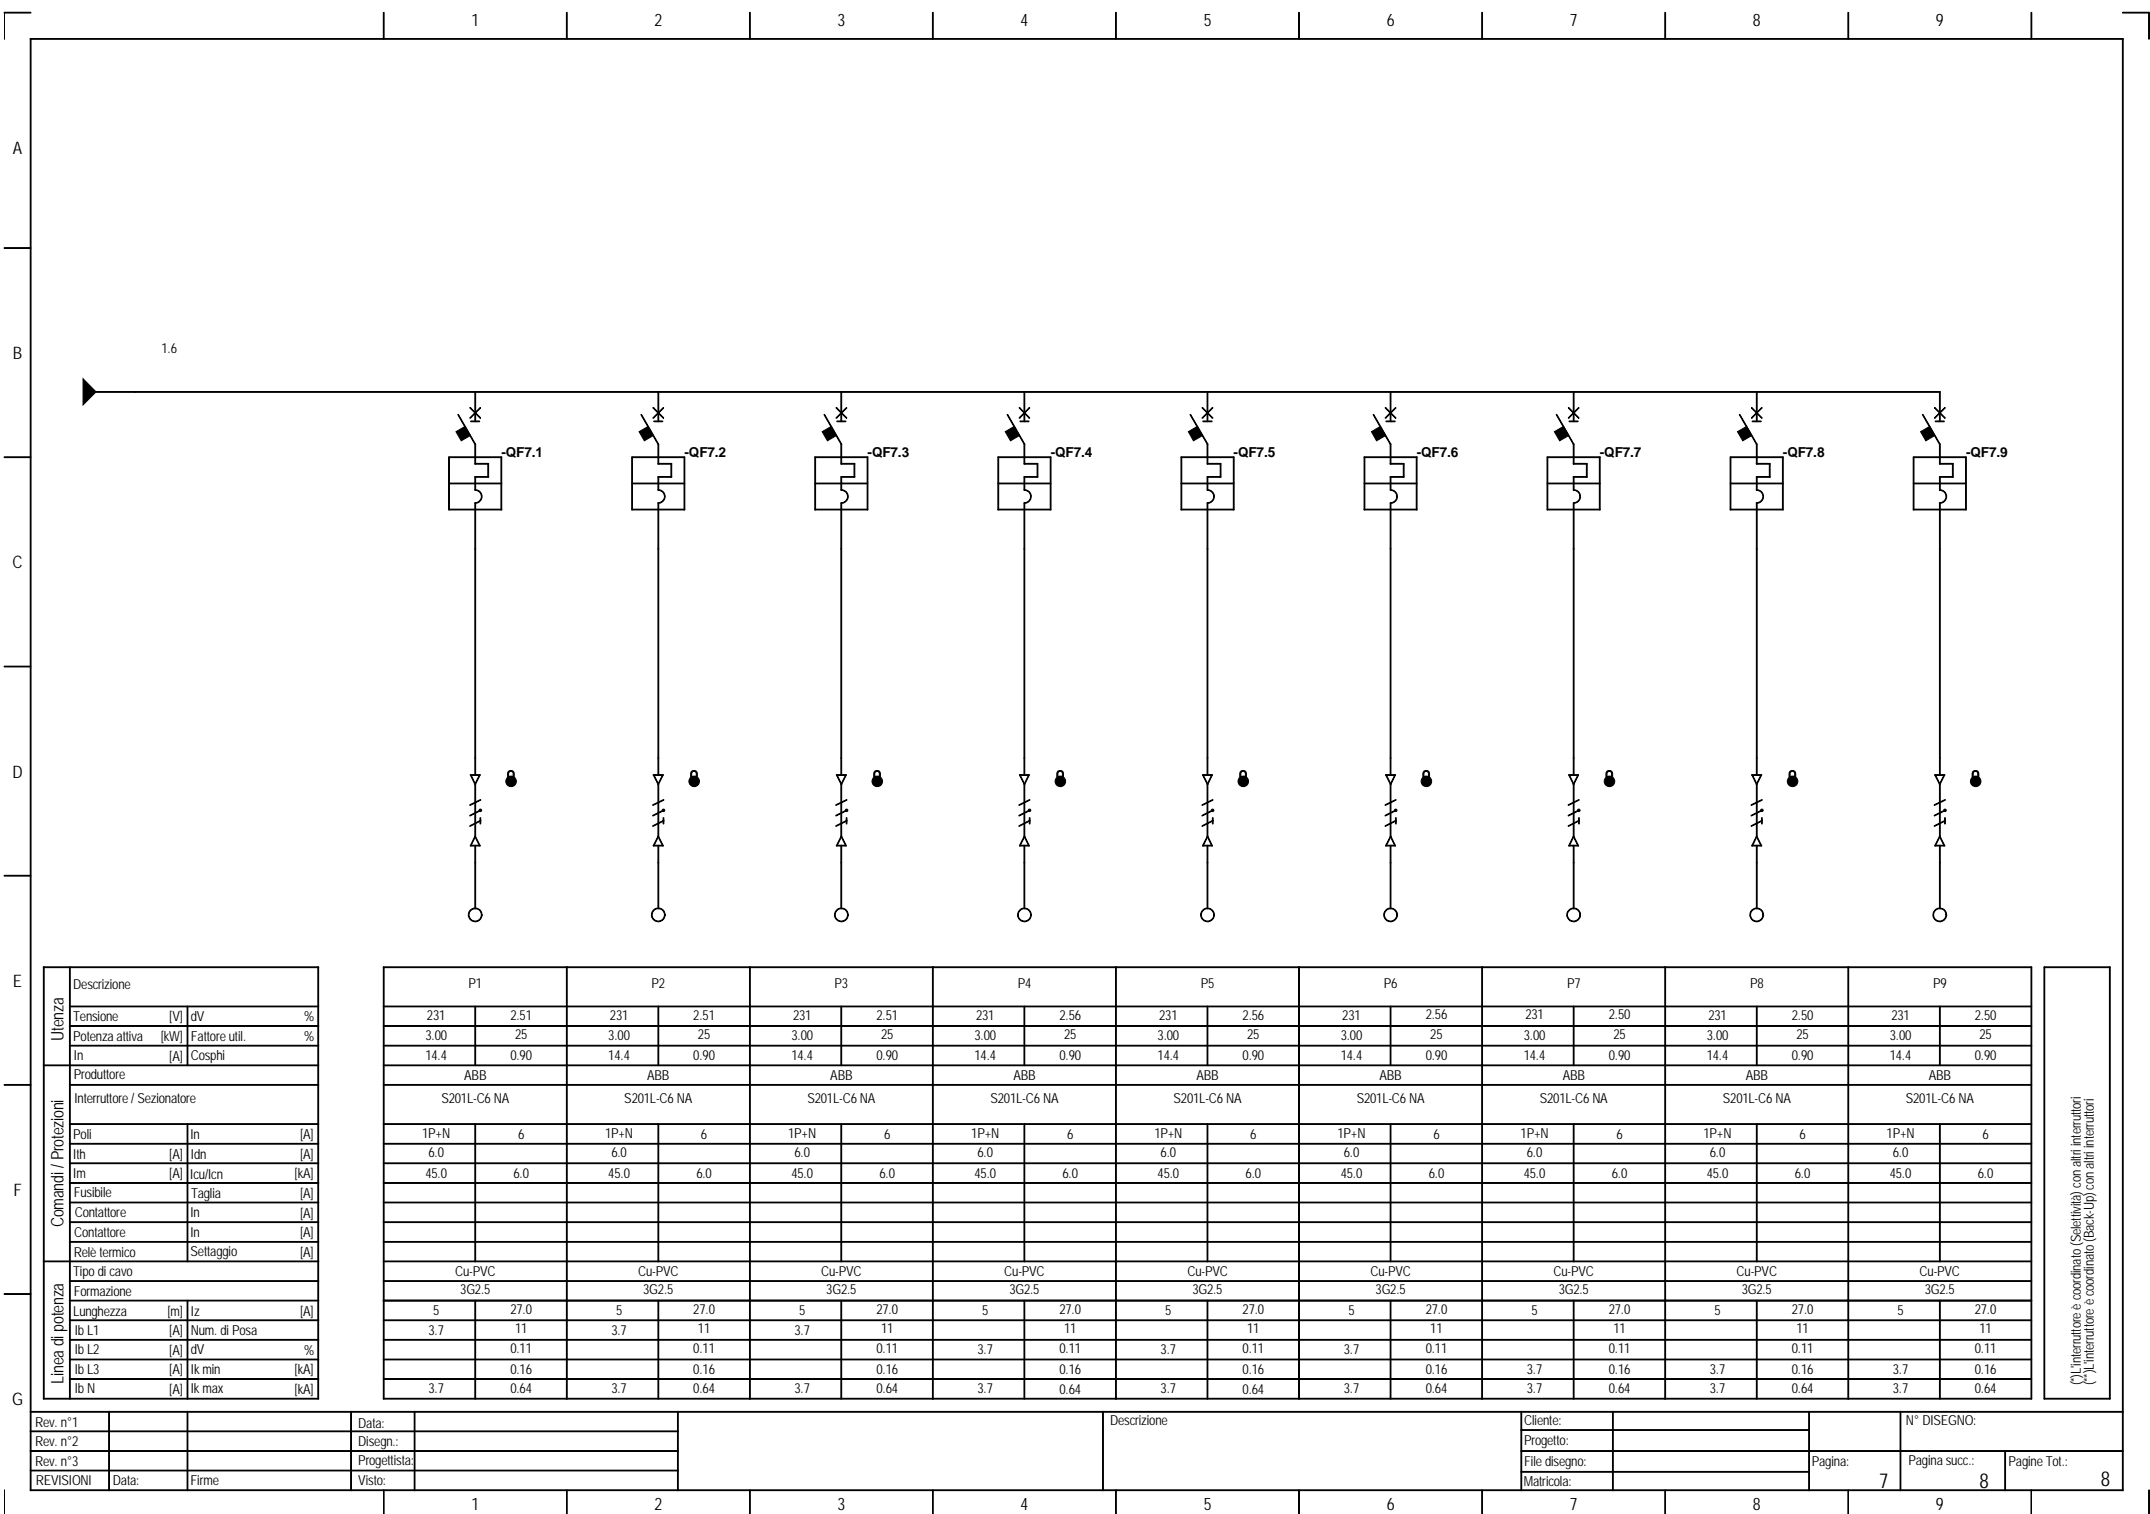 1 2 3 4 5 6 7 8 9
A
B
1.6
-QF7.1 -QF7.2 -QF7.3 -QF7.4 -QF7.5 -QF7.6 -QF7.7 -QF7.8 -QF7.9
C
D
E
Utenza
Descrizione P1 P2 P3 P4 P5 P6 P7 P8 P9
Tensione [V] dV % 231 2.51 231 2.51 231 2.51 231 2.56 231 2.56 231 2.56 231 2.50 231 2.50 231 2.50
Potenza attiva [kW] Fattore util. % 3.00 25 3.00 25 3.00 25 3.00 25 3.00 25 3.00 25 3.00 25 3.00 25 3.00 25
In [A] Cosphi 14.4 0.90 14.4 0.90 14.4 0.90 14.4 0.90 14.4 0.90 14.4 0.90 14.4 0.90 14.4 0.90 14.4 0.90
Comandi / Protezioni
Produttore ABB ABB ABB ABB ABB ABB ABB ABB ABB
Interruttore / Sezionatore S201L-C6 NA S201L-C6 NA S201L-C6 NA S201L-C6 NA S201L-C6 NA S201L-C6 NA S201L-C6 NA S201L-C6 NA S201L-C6 NA
Poli In [A] 1P+N 6 1P+N 6 1P+N 6 1P+N 6 1P+N 6 1P+N 6 1P+N 6 1P+N 6 1P+N 6
Ith [A] Idn [A] 6.0 6.0 6.0 6.0 6.0 6.0 6.0 6.0 6.0
F
Im [A] Icu/Icn [kA] 45.0 6.0 45.0 6.0 45.0 6.0 45.0 6.0 45.0 6.0 45.0 6.0 45.0 6.0 45.0 6.0 45.0 6.0
Fusibile Taglia [A]
Contattore In [A]
Contattore In [A]
Relè termico Settaggio [A]
Linea di potenza
Tipo di cavo Cu-PVC Cu-PVC Cu-PVC Cu-PVC Cu-PVC Cu-PVC Cu-PVC Cu-PVC Cu-PVC
Formazione 3G2.5 3G2.5 3G2.5 3G2.5 3G2.5 3G2.5 3G2.5 3G2.5 3G2.5
Lunghezza [m] Iz [A] 5 27.0 5 27.0 5 27.0 5 27.0 5 27.0 5 27.0 5 27.0 5 27.0 5 27.0
Ib L1 [A] Num. di Posa 3.7 11 3.7 11 3.7 11 11 11 11 11 11 11
Ib L2 [A] dV % 0.11 0.11 0.11 3.7 0.11 3.7 0.11 3.7 0.11 0.11 0.11 0.11
Ib L3 [A] Ik min [kA] 0.16 0.16 0.16 0.16 0.16 0.16 3.7 0.16 3.7 0.16 3.7 0.16
Ib N [A] Ik max [kA] 3.7 0.64 3.7 0.64 3.7 0.64 3.7 0.64 3.7 0.64 3.7 0.64 3.7 0.64 3.7 0.64 3.7 0.64
G
(*)L'interruttore è coordinato (Selettività) con altri interruttori
(**)L'interruttore è coordinato (Back-Up) con altri interruttori
Rev. n°1 Data: Descrizione Cliente: N° DISEGNO:
Rev. n°2 Disegn.: Progetto:
Rev. n°3 Progettista: File disegno: Pagina: Pagina succ.: Pagine Tot.:
REVISIONI Data: Firme Visto: Matricola: 7 8 8
1 2 3 4 5 6 7 8 9